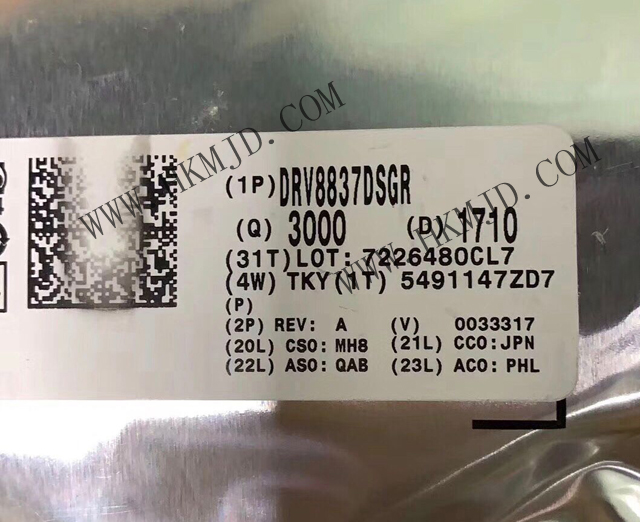 (1P) DRV8837DSGR
(Q) 3000 (D) 1710
(31T) LOT: 7226480CL7
(4W) TKY (1T) 5491147ZD7
(P)
(2P) REV: A (V) 0033317
(20L) CSO: MH8 (21L) CCO: JPN
(22L) ASO: QAB (23L) ACO: PHL
WWW.HKMJD.COM
WWW.HKMJD.COM